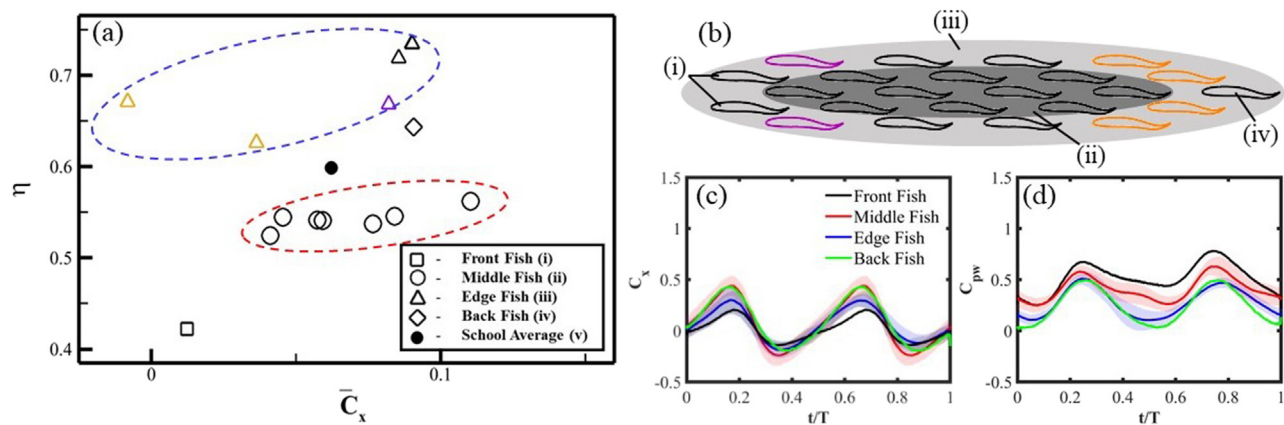 (a)
0.7
0.6
0.5
0.4
η
0
0.1
C̅x
□ - Front Fish (i)
○ - Middle Fish (ii)
△ - Edge Fish (iii)
◇ - Back Fish (iv)
● - School Average (v)
(b)
(iii)
(i)
(iv)
(ii)
(c)
1.5
1
0.5
0
-0.5
Cx
Front Fish
Middle Fish
Edge Fish
Back Fish
0 0.2 0.4 0.6 0.8 1
t/T
(d)
1.5
1
0.5
0
-0.5
Cpw
0 0.2 0.4 0.6 0.8 1
t/T